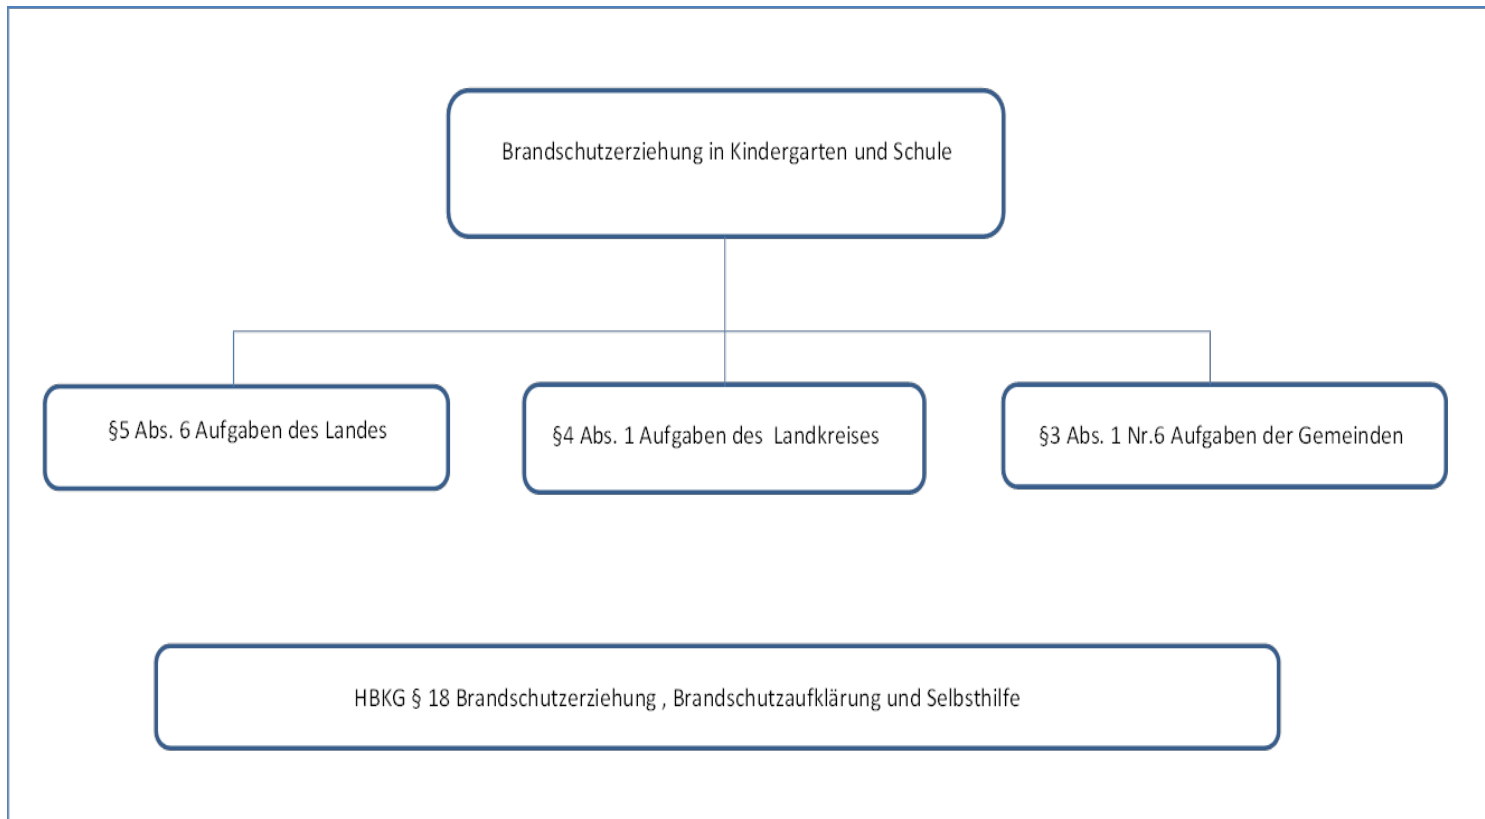 Brandschutzerziehung in Kindergarten und Schule
§5 Abs. 6 Aufgaben des Landes
§4 Abs. 1 Aufgaben des Landkreises
§3 Abs. 1 Nr.6 Aufgaben der Gemeinden
HBKG § 18 Brandschutzerziehung , Brandschutzaufklärung und Selbsthilfe